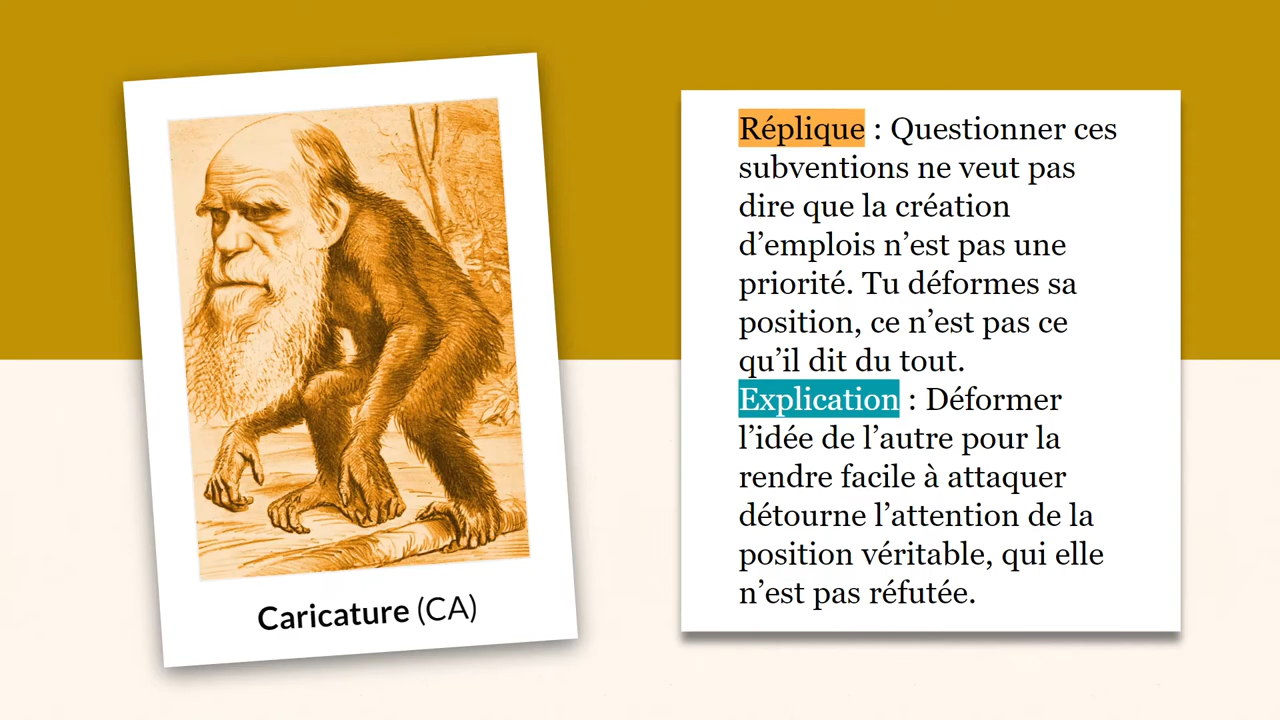 Caricature (CA)
Réplique : Questionner ces
subventions ne veut pas
dire que la création
d’emplois n’est pas une
priorité. Tu déformes sa
position, ce n’est pas ce
qu’il dit du tout.
Explication : Déformer
l’idée de l’autre pour la
rendre facile à attaquer
détourne l’attention de la
position véritable, qui elle
n’est pas réfutée.